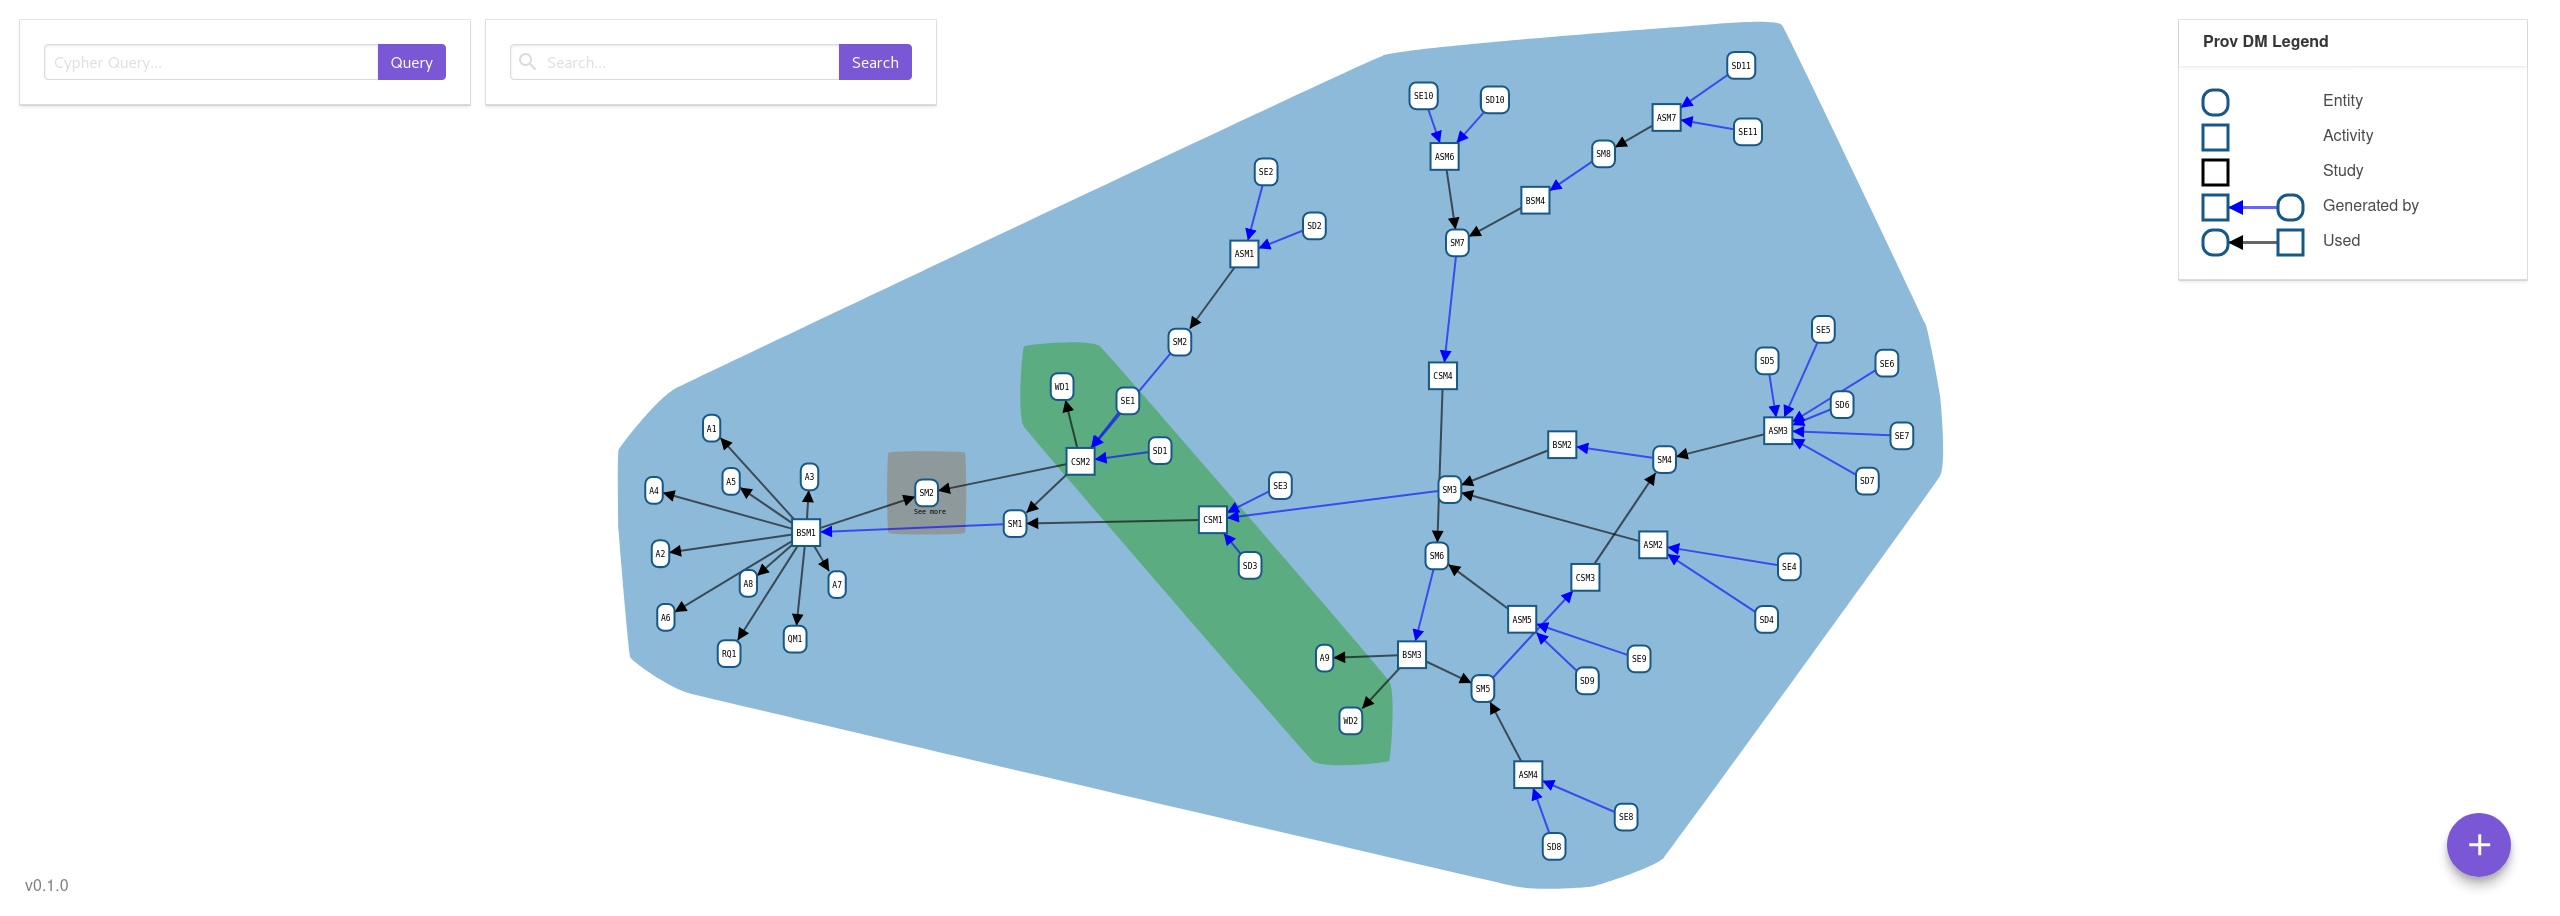 Cypher Query...
Query
Search...
Search
Prov DM Legend
Entity
Activity
Study
Generated by
Used
SD11
SE10
SD10
ASM7
SE11
ASM6
SM8
SE2
BSM4
SD2
SM7
ASM1
SE5
SM2
SD5
SE6
CSM4
WD1
SE1
SD6
A1
ASM3
SE7
BSM2
SD1
SM4
CSM2
A3
A5
SD7
SE3
A4
SM2
SM3
See more
CSM1
SM1
BSM1
ASM2
A2
SM6
SD3
SE4
CSM3
A8
A7
A6
ASM5
SD4
QM1
RQ1
BSM3
A9
SE9
SD9
SM5
WD2
ASM4
SE8
SD8
+
v0.1.0